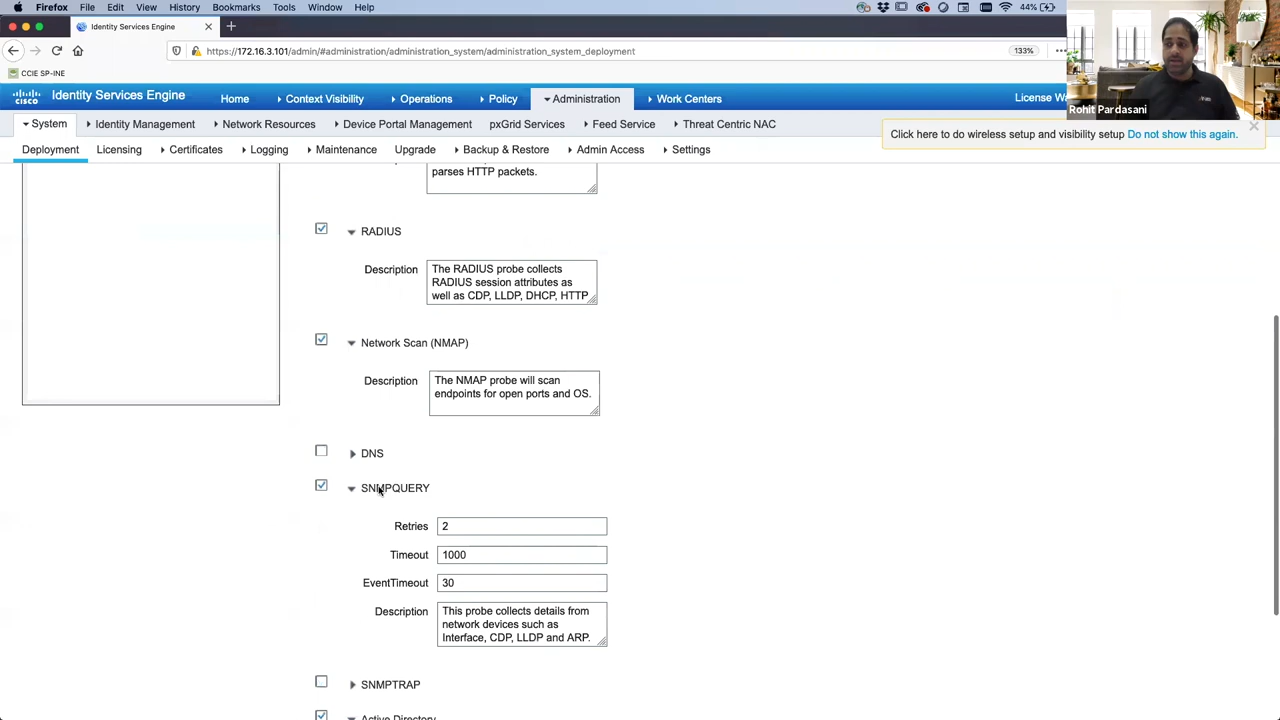 Firefox File Edit View History Bookmarks Tools Window Help 44%
Identity Services Engine
https://172.16.3.101/admin/#administration/administration_system/administration_system_deployment 133%
CCIE SP-INE
Rohit Pardasani
cisco Identity Services Engine Home Context Visibility Operations Policy Administration Work Centers License Wa
System Identity Management Network Resources Device Portal Management pxGrid Services Feed Service Threat Centric NAC
Click here to do wireless setup and visibility setup Do not show this again.
Deployment Licensing Certificates Logging Maintenance Upgrade Backup & Restore Admin Access Settings
parses HTTP packets.
RADIUS
Description
The RADIUS probe collects
RADIUS session attributes as
well as CDP, LLDP, DHCP, HTTP
Network Scan (NMAP)
Description
The NMAP probe will scan
endpoints for open ports and OS.
DNS
SNMPQUERY
Retries 2
Timeout 1000
EventTimeout 30
Description
This probe collects details from
network devices such as
Interface, CDP, LLDP and ARP.
SNMPTRAP
Active Directory